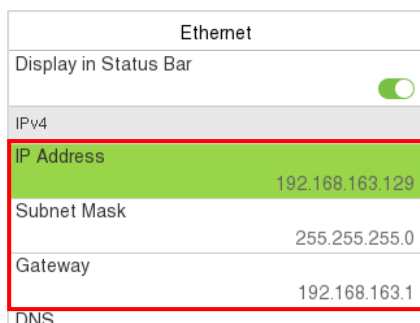 Ethernet
Display in Status Bar
IPv4
IP Address
192.168.163.129
Subnet Mask
255.255.255.0
Gateway
192.168.163.1
DNS